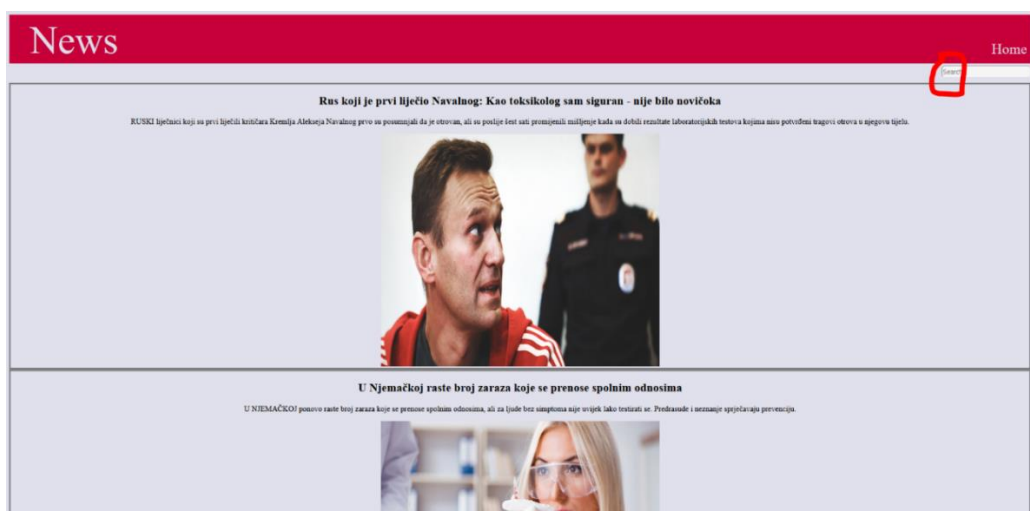 News
Home
Search
Rus koji je prvi liječio Navalnog: Kao toksikolog sam siguran - nije bilo novičoka
RUSKI liječnici koji su prvi liječili kritičara Kremlja Alekseja Navalnog prvo su posumnjali da je otrovan, ali su poslije šest sati promijenili mišljenje kada su dobili rezultate laboratorijskih testova kojima nisu potvrđeni tragovi otrova u njegovu tijelu.
U Njemačkoj raste broj zaraza koje se prenose spolnim odnosima
U NJEMAČKOJ ponovo raste broj zaraza koje se prenose spolnim odnosima, ali za ljude bez simptoma nije uvijek lako testirati se. Predrasude i neznanje sprječavaju prevenciju.